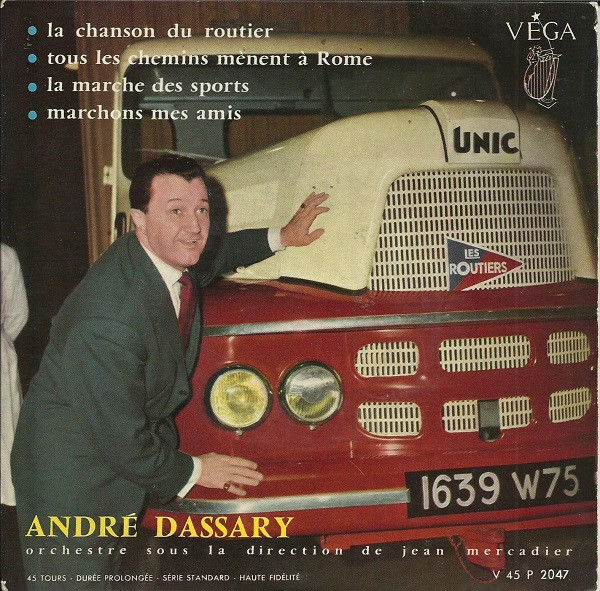 la chanson du routier
tous les chemins mènent à Rome
la marche des sports
marchons mes amis
VÉGA
UNIC
LES
ROUTIERS
1639 W75
ANDRÉ DASSARY
orchestre sous la direction de jean mercadier
45 TOURS - DURÉE PROLONGÉE - SÉRIE STANDARD - HAUTE FIDÉLITÉ
V 45 P 2047